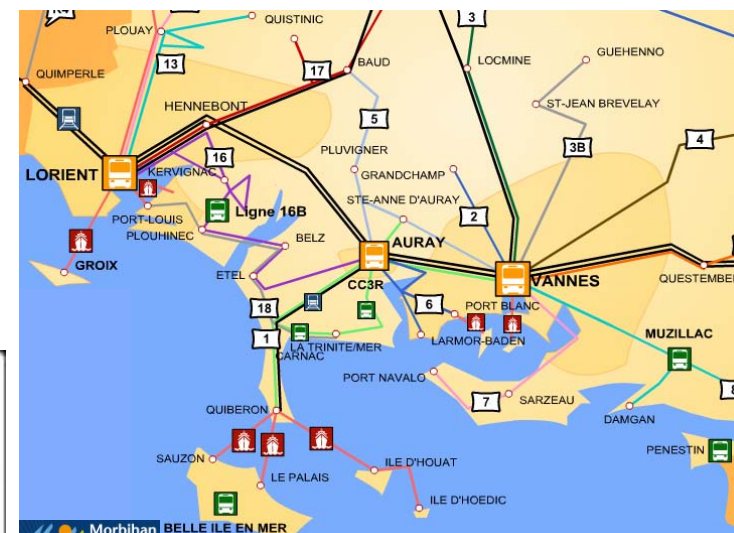 QUISTINIC
3
PLOUAY
GUEHENNO
13
BAUD
LOCMINE
17
QUIMPERLE
HENNEBONT
ST-JEAN BREVELAY
5
4
3B
PLUVIGNER
16
GRANDCHAMP
LORIENT
KERVIGNAC
STE-ANNE D'AURAY
Ligne 16B
2
PORT-LOUIS
PLOUHINEC
BELZ
AURAY
GROIX
ETEL
CC3R
VANNES
QUESTEMBER
18
6
PORT BLANC
1
LA TRINITE/MER
CARNAC
LARMOR-BADEN
MUZILLAC
PORT NAVALO
7
SARZEAU
8
QUIBERON
DAMGAN
SAUZON
ILE D'HOUAT
PENESTIN
LE PALAIS
ILE D'HOEDIC
Morbihan
BELLE ILE EN MER